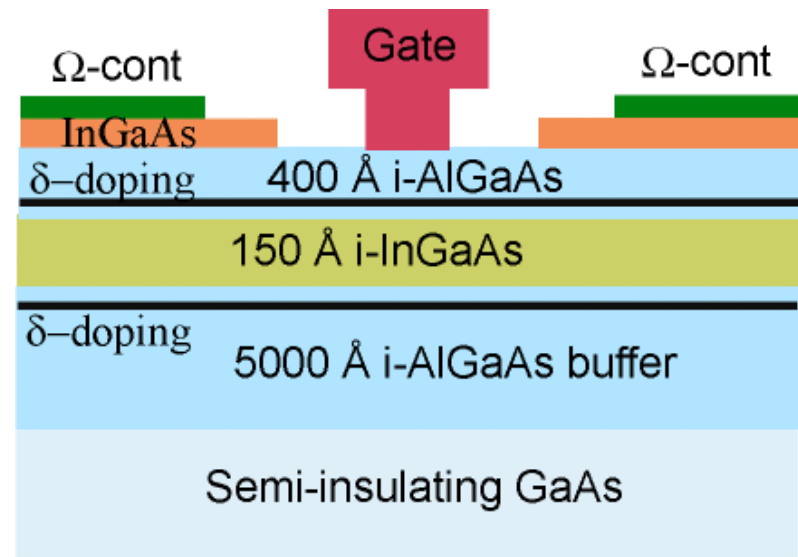 Gate
Ω-cont
Ω-cont
InGaAs
δ–doping
400 Å i-AlGaAs
150 Å i-InGaAs
δ–doping
5000 Å i-AlGaAs buffer
Semi-insulating GaAs